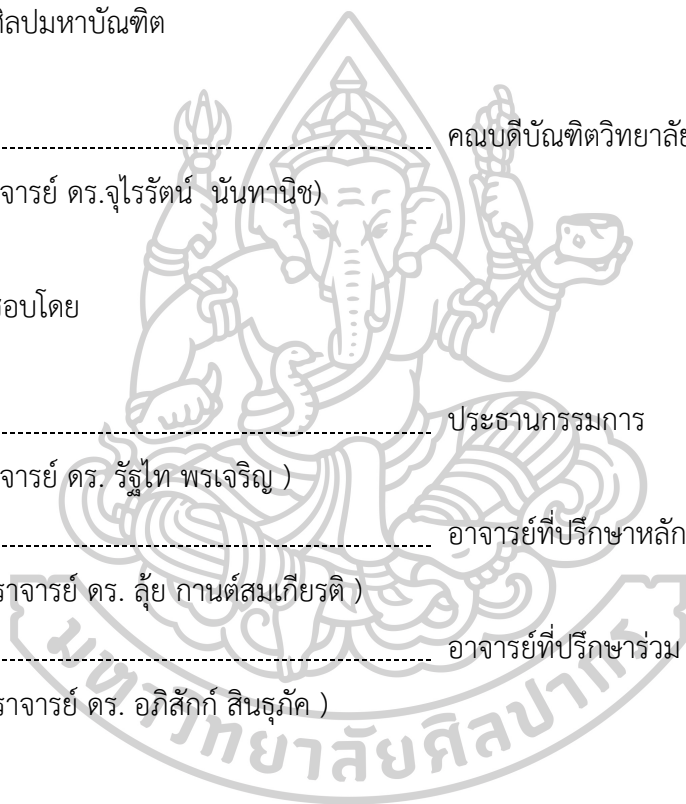 ศิลปมหาบัณฑิต
คณบดีบัณฑิตวิทยาลัย
จารย์ ดร.จุไรรัตน์ นันทานิช)
สอบโดย
ประธานกรรมการ
จารย์ ดร. รัฐไท พรเจริญ )
อาจารย์ที่ปรึกษาหลัก
ราจารย์ ดร. ลุ้ย กานต์สมเกียรติ )
อาจารย์ที่ปรึกษาร่วม
ราจารย์ ดร. อภิสักก์ สินธุภัค )
มหาวิทยาลัยศิลปากร